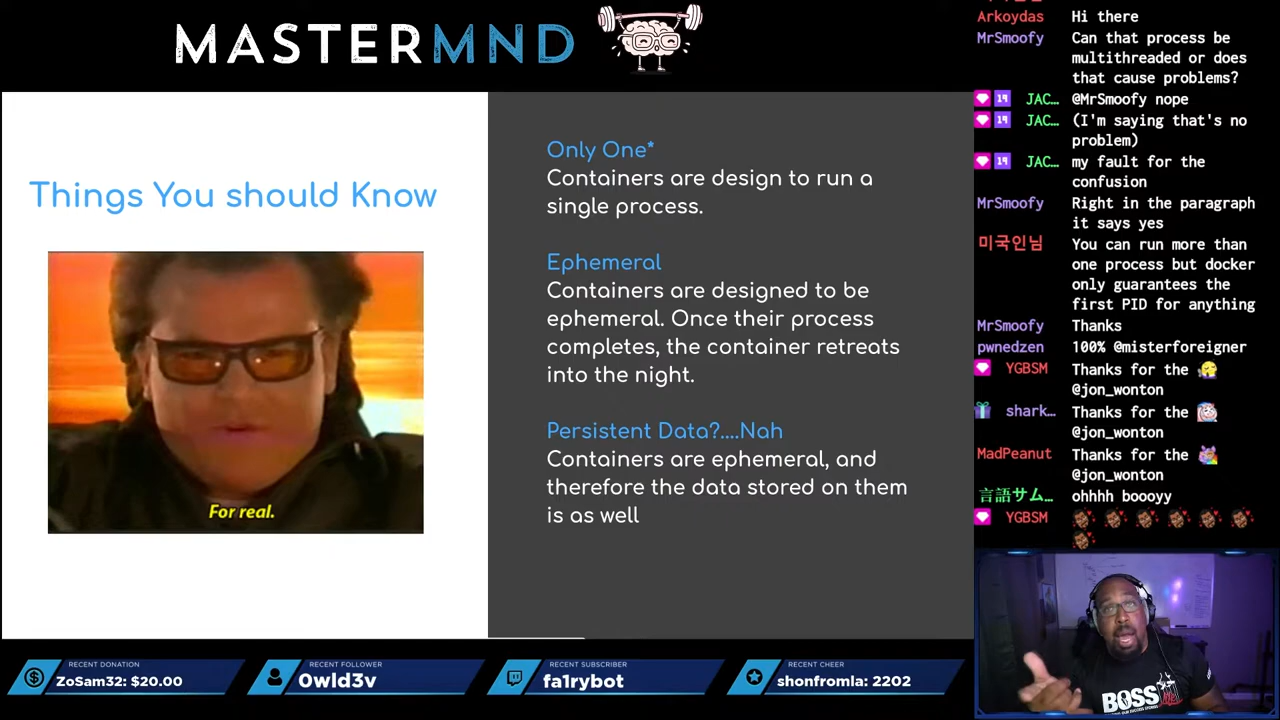 MASTERMND
Things You should Know
For real.
Only One*
Containers are design to run a
single process.
Ephemeral
Containers are designed to be
ephemeral. Once their process
completes, the container retreats
into the night.
Persistent Data?....Nah
Containers are ephemeral, and
therefore the data stored on them
is as well
Arkoydas Hi there
MrSmoofy Can that process be
multithreaded or does
that cause problems?
19 JAC… @MrSmoofy nope
19 JAC… (I'm saying that's no
problem)
19 JAC… my fault for the
confusion
MrSmoofy Right in the paragraph
it says yes
미국인님 You can run more than
one process but docker
only guarantees the
first PID for anything
MrSmoofy Thanks
pwnedzen 100% @misterforeigner
YGBSM Thanks for the
@jon_wonton
shark… Thanks for the
@jon_wonton
MadPeanut Thanks for the
@jon_wonton
言語サム… ohhhh boooyy
YGBSM
BOSS
RECENT DONATION
ZoSam32: $20.00
RECENT FOLLOWER
0wld3v
RECENT SUBSCRIBER
fa1rybot
RECENT CHEER
shonfromla: 2202